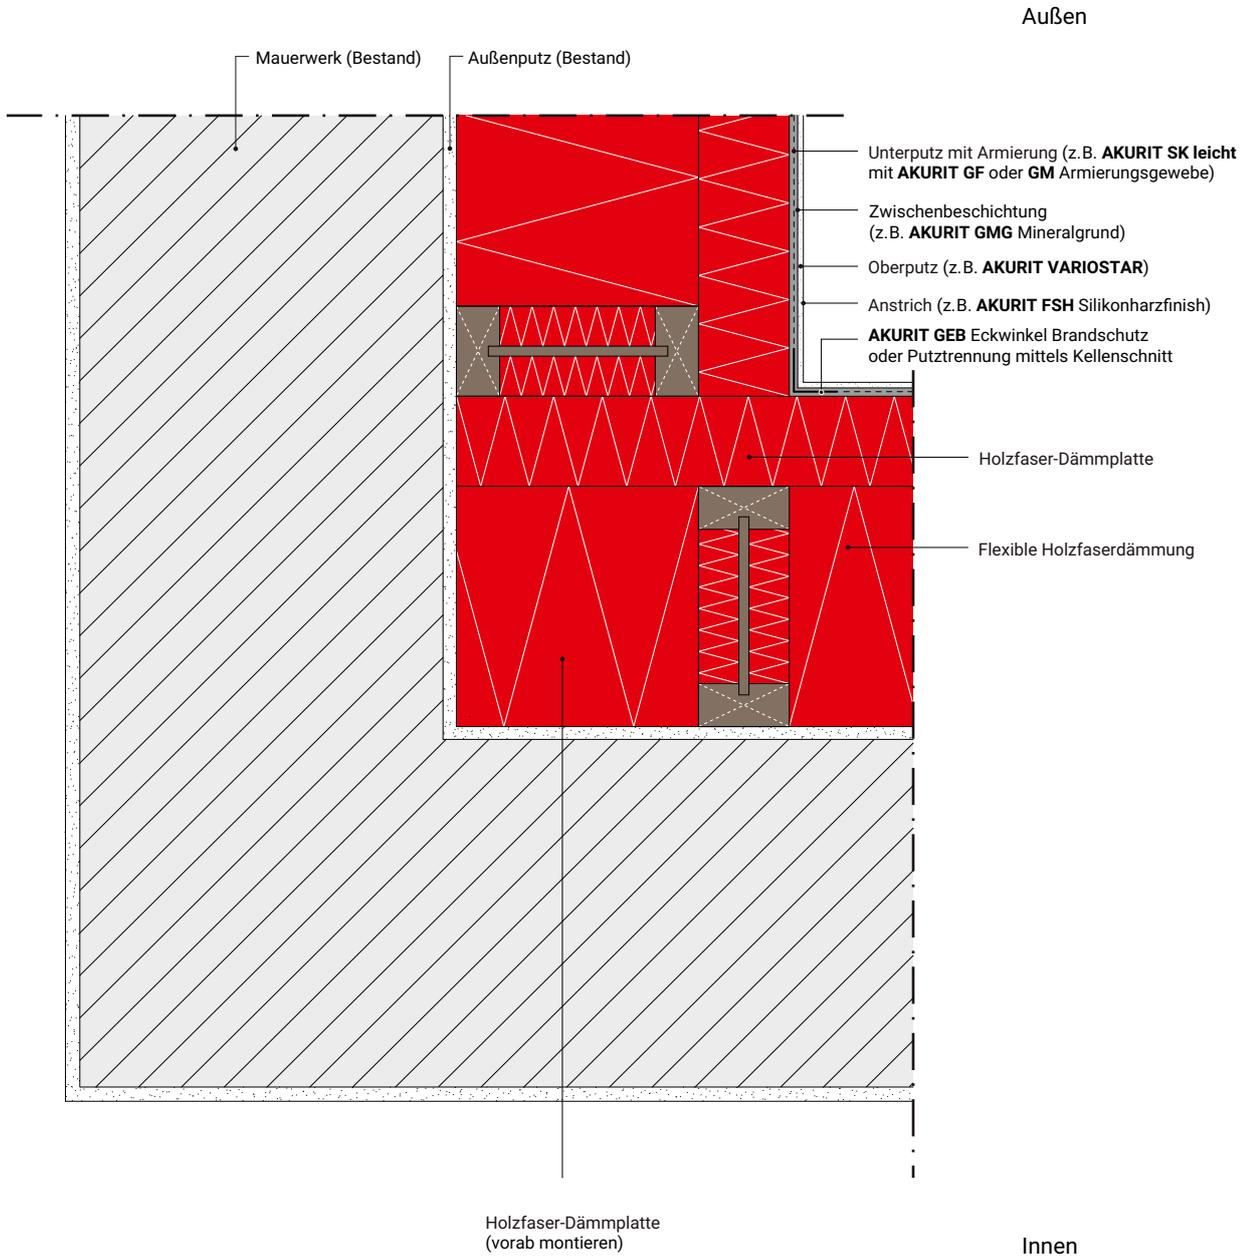 Außen
Mauerwerk (Bestand)
Außenputz (Bestand)
Unterputz mit Armierung (z.B. AKURIT SK leicht
mit AKURIT GF oder GM Armierungsgewebe)
Zwischenbeschichtung
(z.B. AKURIT GMG Mineralgrund)
Oberputz (z.B. AKURIT VARIOSTAR)
Anstrich (z.B. AKURIT FSH Silikonharzfinish)
AKURIT GEB Eckwinkel Brandschutz
oder Putztrennung mittels Kellenschnitt
Holzfaser-Dämmplatte
Flexible Holzfaserdämmung
Holzfaser-Dämmplatte
(vorab montieren)
Innen